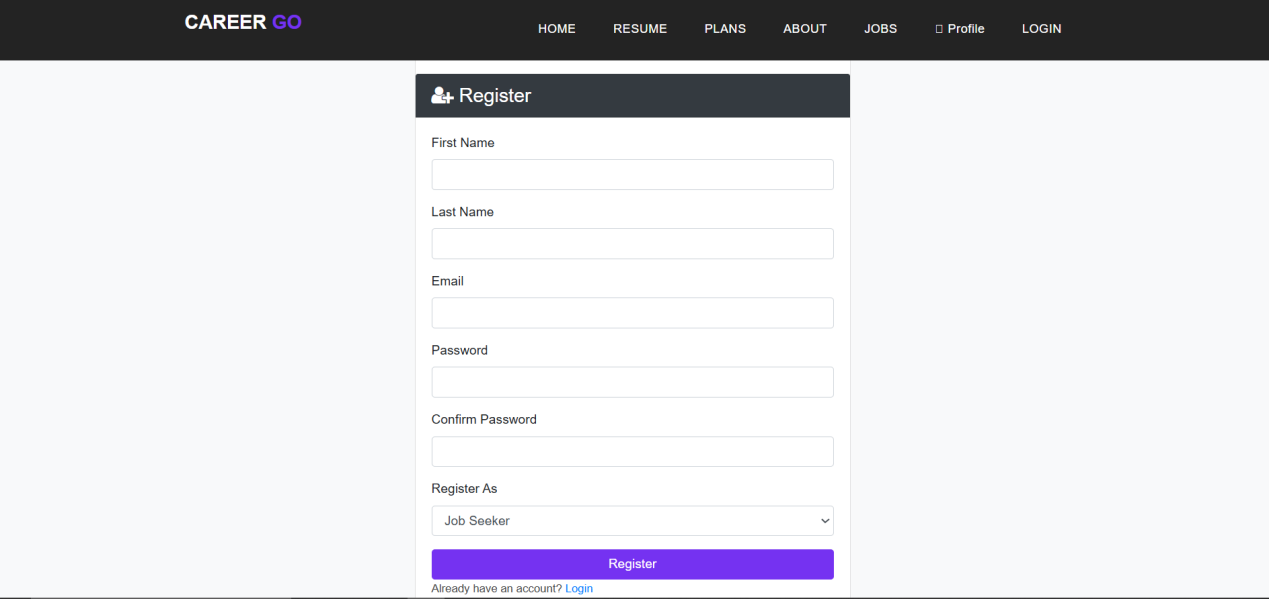 CAREER GO
HOME RESUME PLANS ABOUT JOBS Profile LOGIN
Register
First Name
Last Name
Email
Password
Confirm Password
Register As
Job Seeker
Register
Already have an account? Login